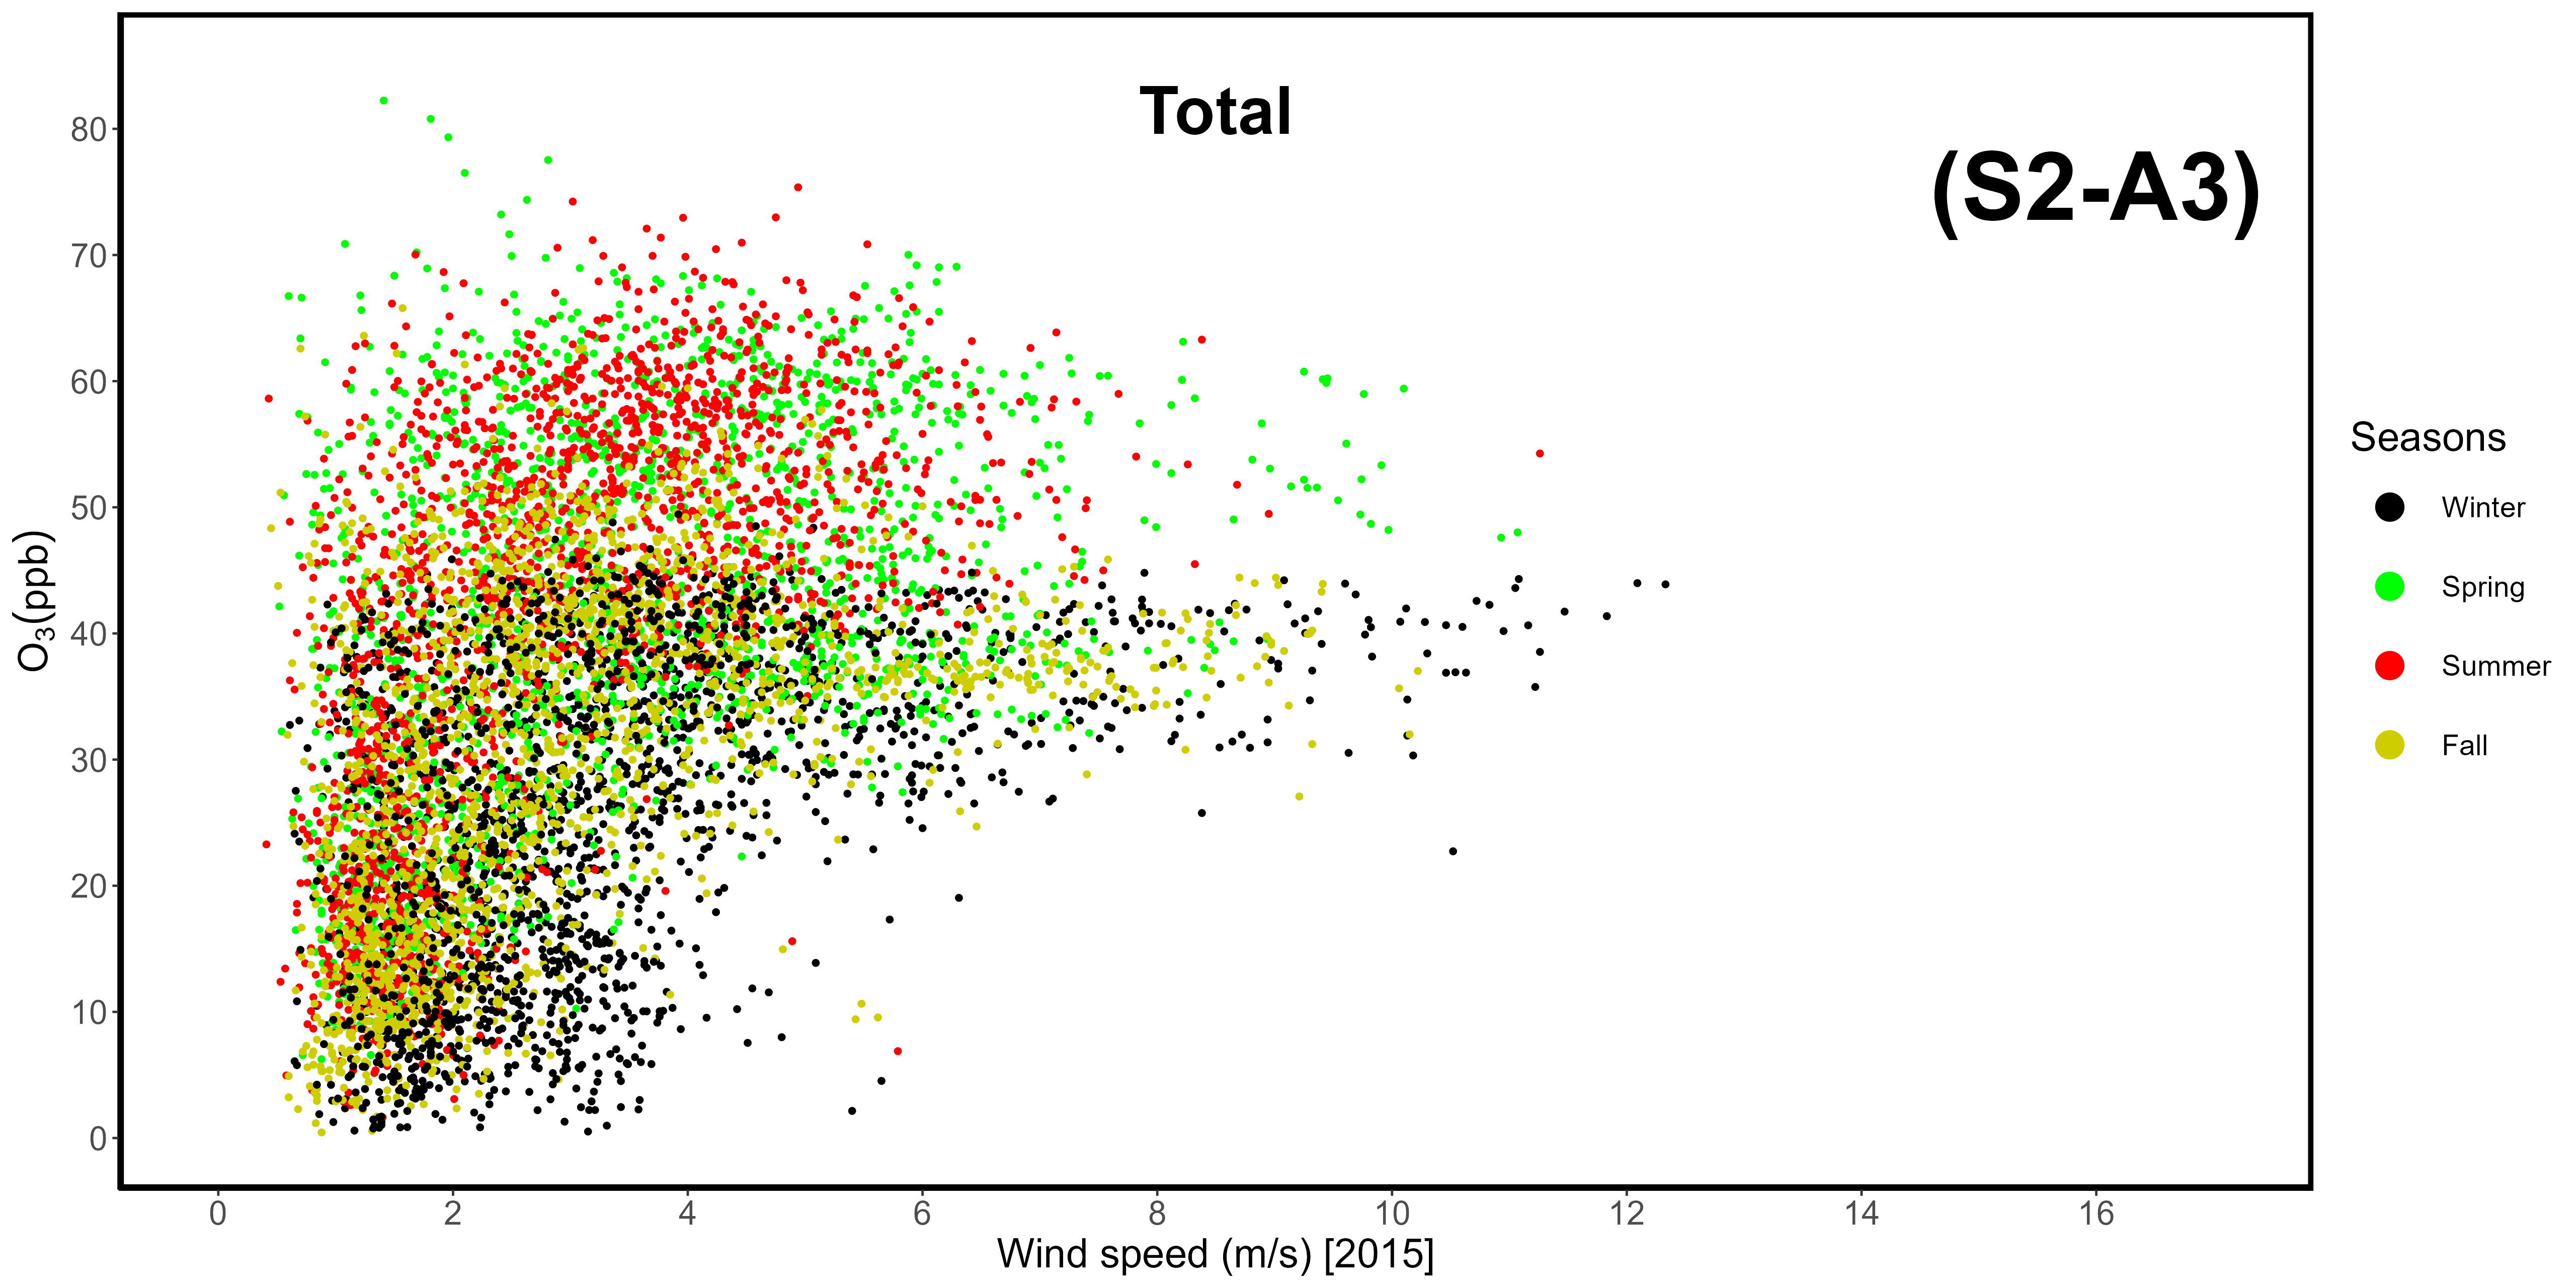 Total
(S2-A3)
O₃(ppb)
80
70
60
50
40
30
20
10
0
0 2 4 6 8 10 12 14 16
Wind speed (m/s) [2015]
Seasons
Winter
Spring
Summer
Fall